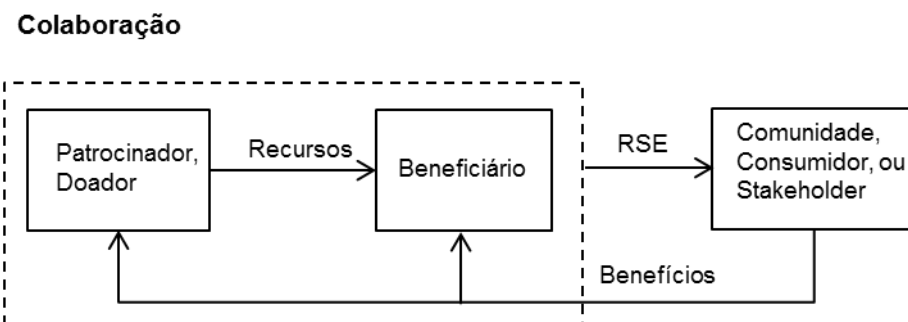 Colaboração
Patrocinador,
Doador
Recursos
Beneficiário
RSE
Comunidade,
Consumidor, ou
Stakeholder
Benefícios